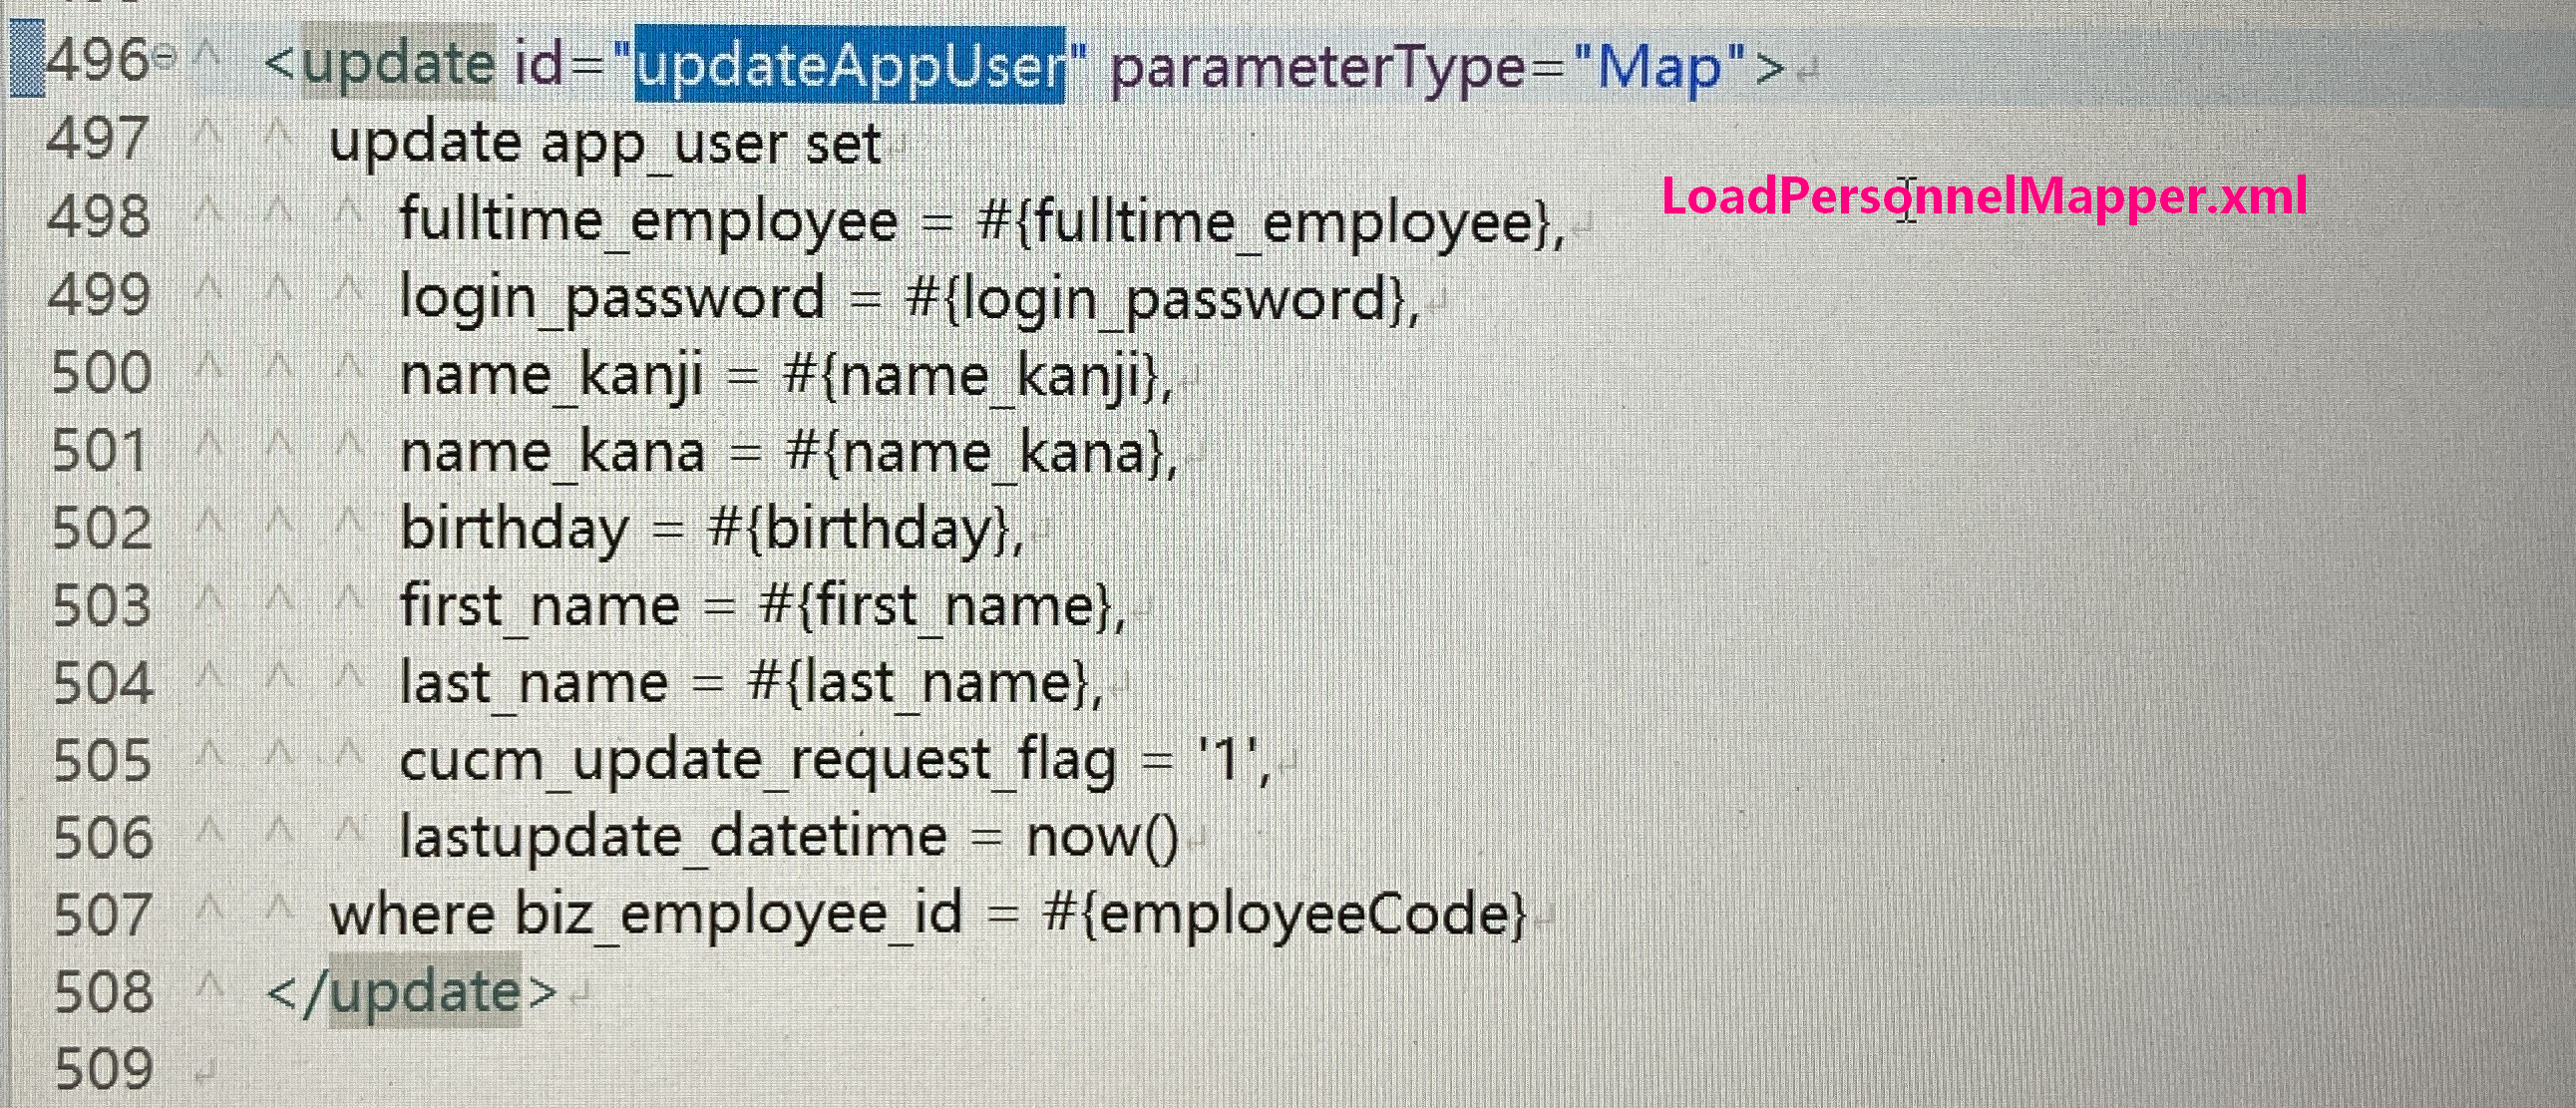 496 <update id="updateAppUser" parameterType="Map">
497 update app_user set
LoadPersonnelMapper.xml
498 fulltime_employee = #{fulltime_employee},
499 login_password = #{login_password},
500 name_kanji = #{name_kanji},
501 name_kana = #{name_kana},
502 birthday = #{birthday},
503 first_name = #{first_name},
504 last_name = #{last_name},
505 cucm_update_request_flag = '1',
506 lastupdate_datetime = now()
507 where biz_employee_id = #{employeeCode}
508 </update>
509